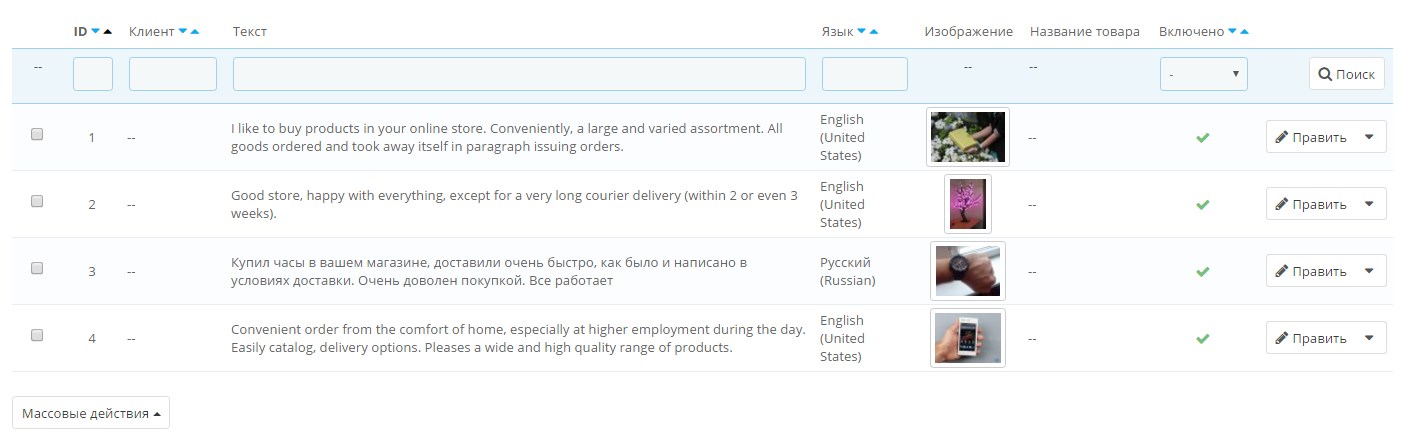 ID Клиент Текст Язык Изображение Название товара Включено
-- -- -- - Поиск
1 -- I like to buy products in your online store. Conveniently, a large and varied assortment. All
goods ordered and took away itself in paragraph issuing orders.
English
(United
States)
-- Править
2 -- Good store, happy with everything, except for a very long courier delivery (within 2 or even 3
weeks).
English
(United
States)
-- Править
3 -- Купил часы в вашем магазине, доставили очень быстро, как было и написано в
условиях доставки. Очень доволен покупкой. Все работает
Русский
(Russian)
-- Править
4 -- Convenient order from the comfort of home, especially at higher employment during the day.
Easily catalog, delivery options. Pleases a wide and high quality range of products.
English
(United
States)
-- Править
Массовые действия